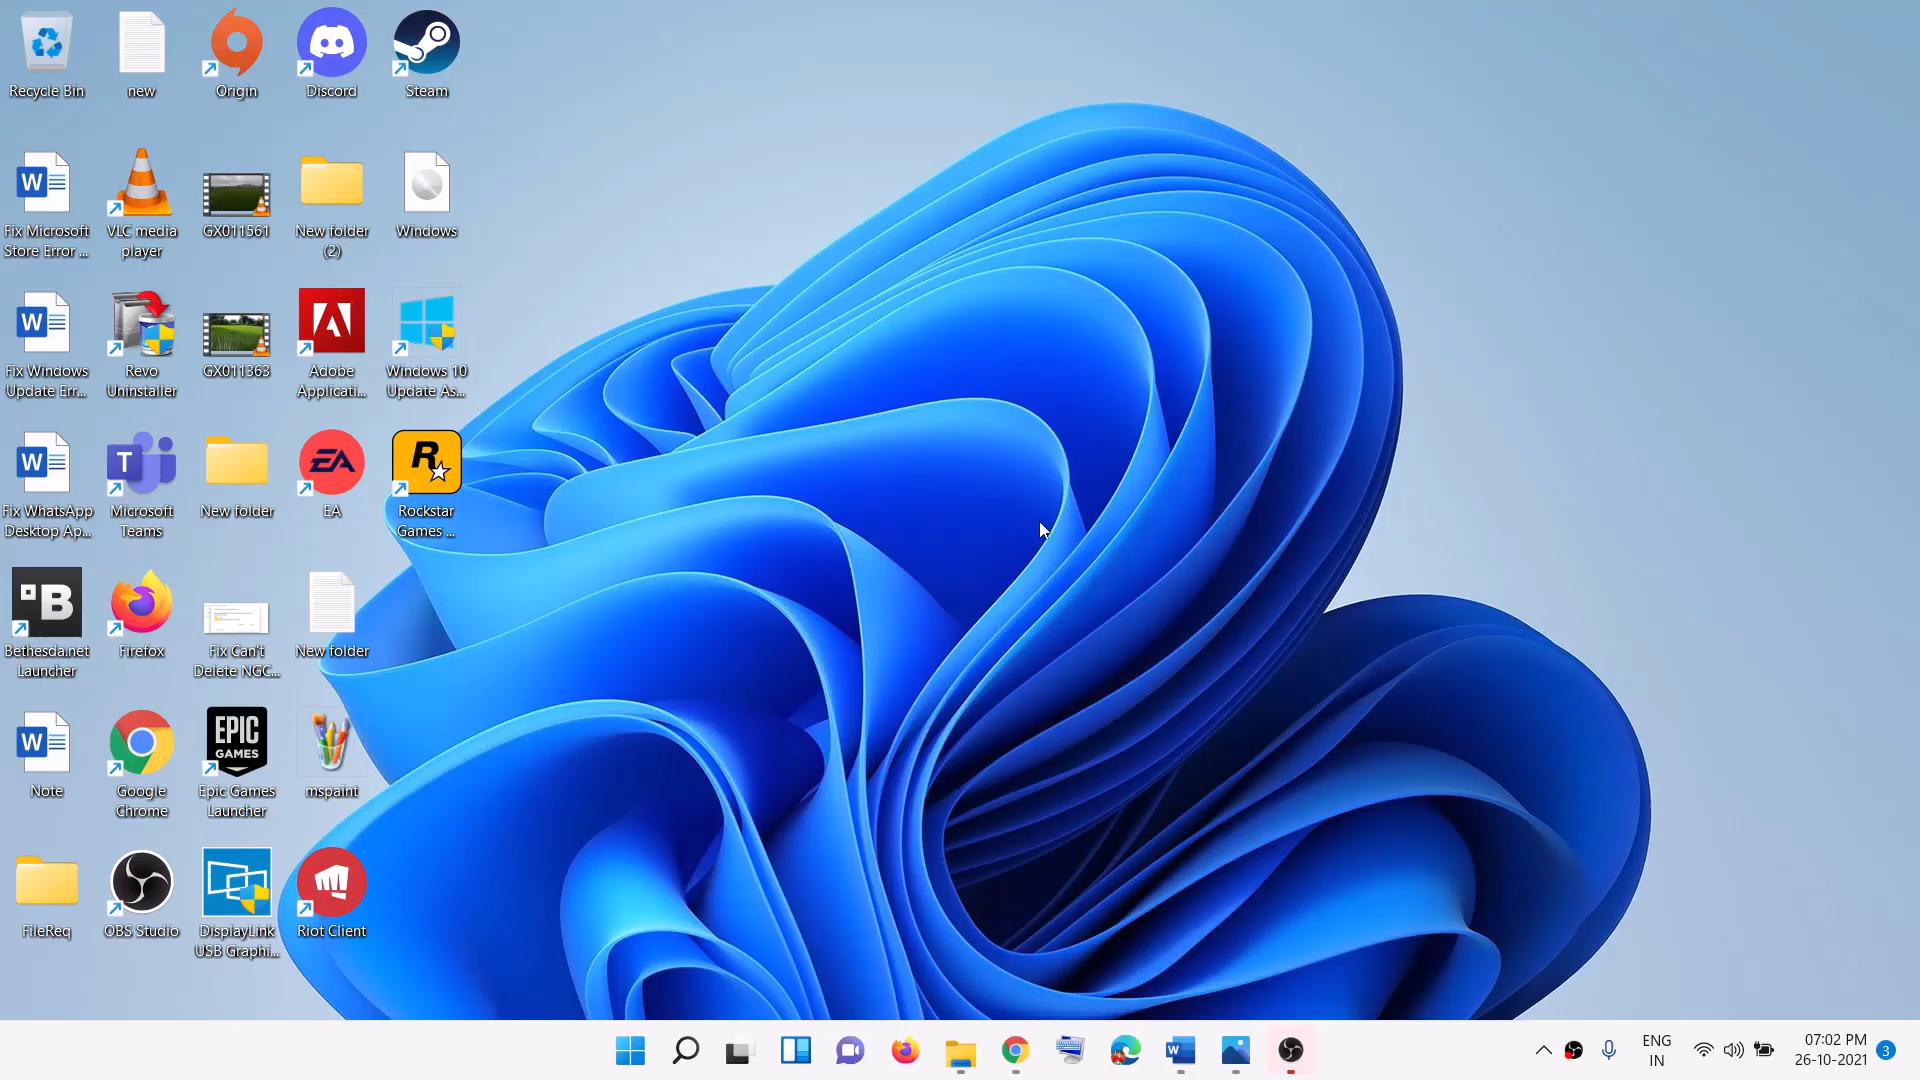 Recycle Bin
new
Origin
Discord
Steam
Fix Microsoft
Store Error ...
VLC media
player
GX011561
New folder
(2)
Windows
Fix Windows
Update Err...
Revo
Uninstaller
GX011363
Adobe
Applicati...
Windows 10
Update As...
Fix WhatsApp
Desktop Ap...
Microsoft
Teams
New folder
EA
Rockstar
Games ...
Bethesda.net
Launcher
Firefox
Fix Can't
Delete NGC...
New folder
Note
Google
Chrome
EPIC
GAMES
Epic Games
Launcher
mspaint
FileReq
OBS Studio
DisplayLink
USB Graphi...
Riot Client
ENG
IN
07:02 PM
26-10-2021
3